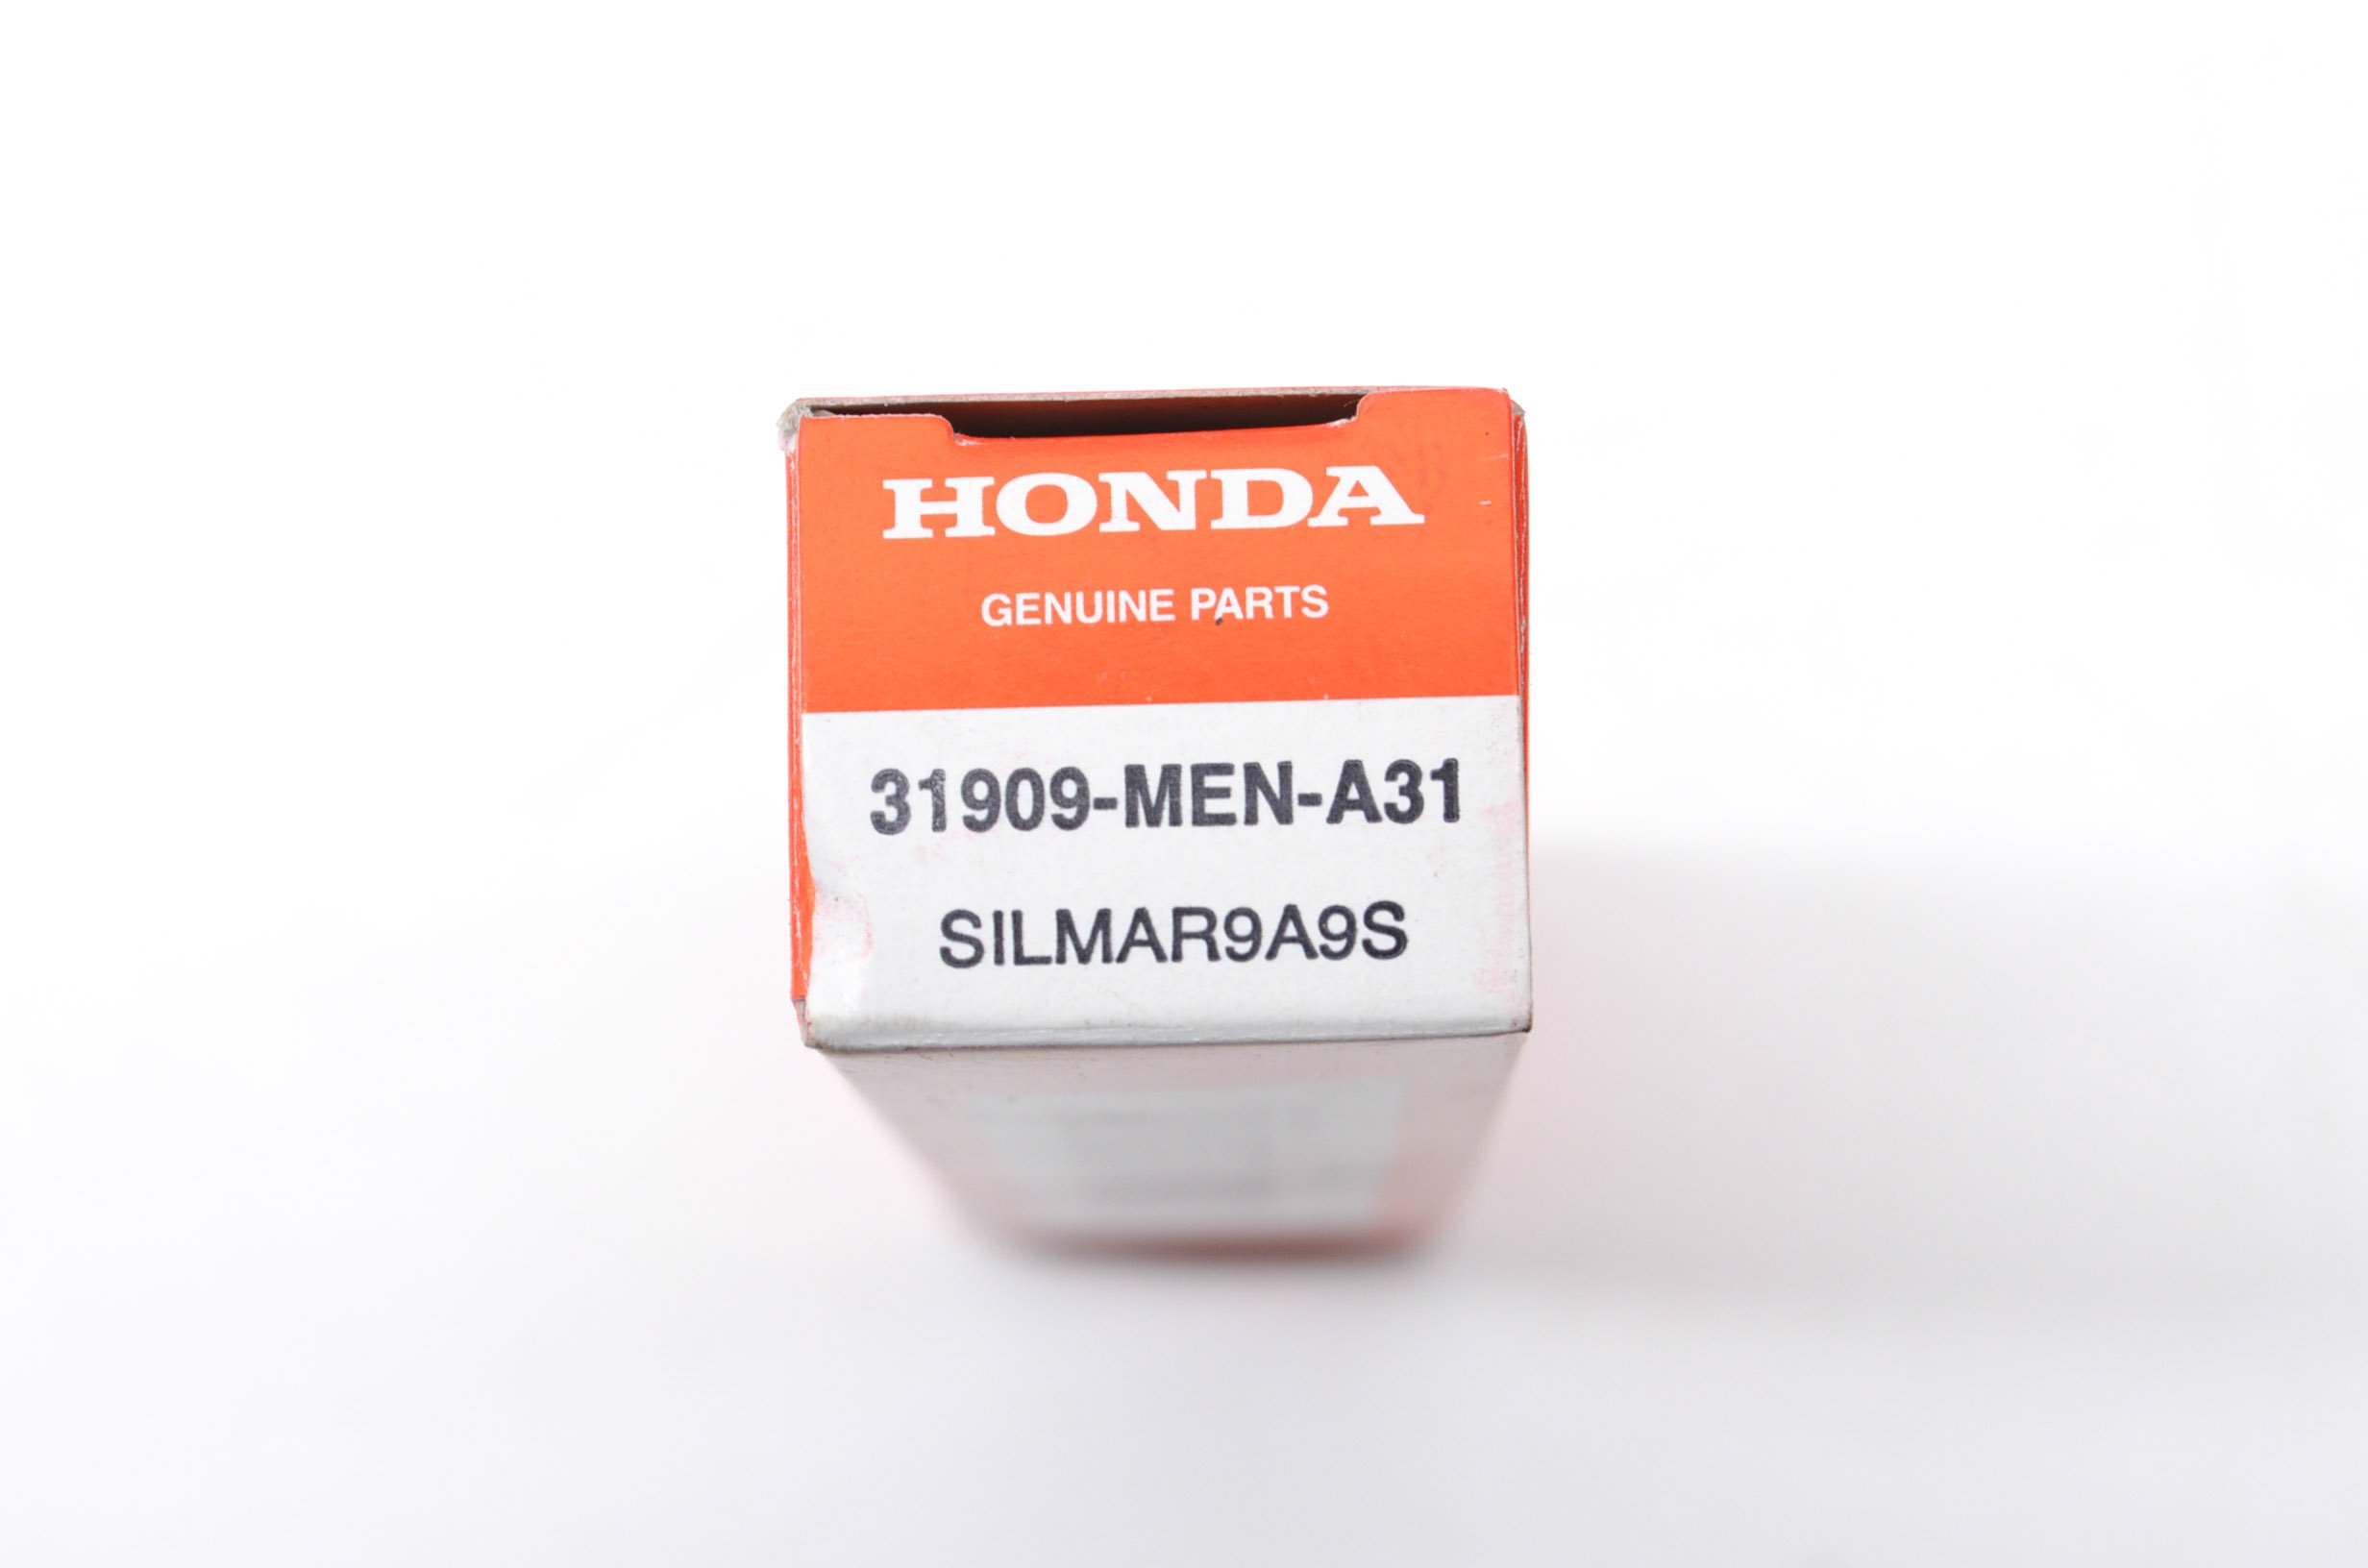 HONDA
GENUINE PARTS
31909-MEN-A31
SILMAR9A9S